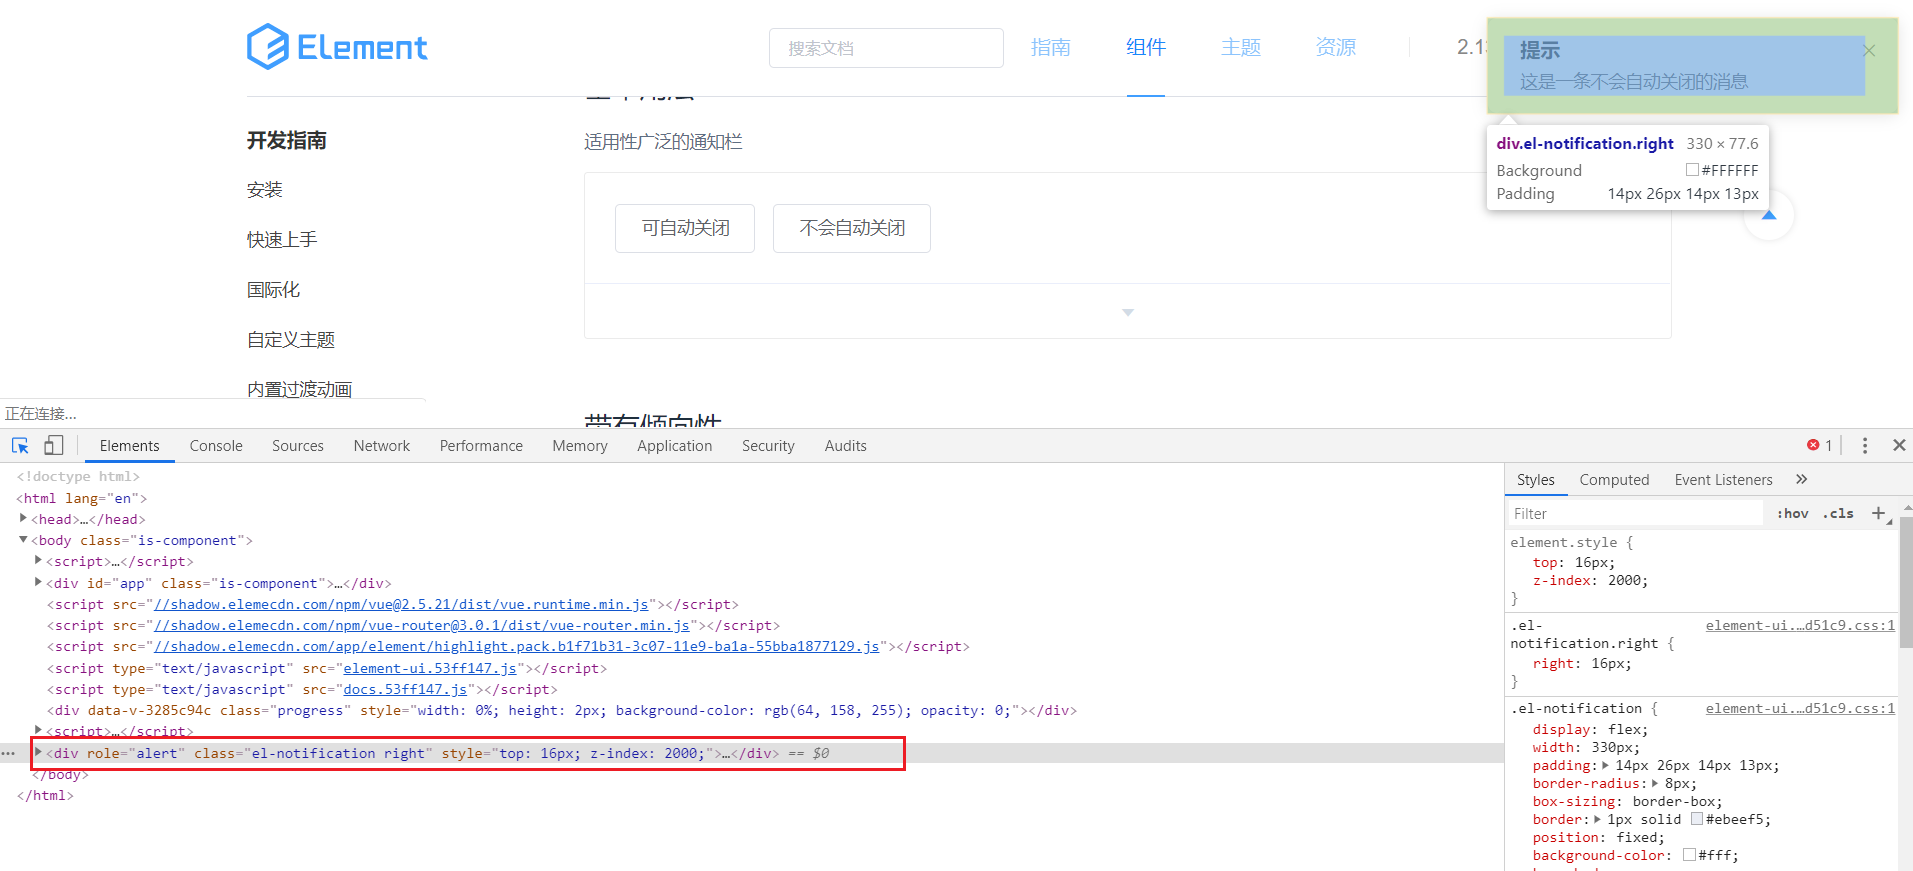 Element
搜索文档
指南
组件
主题
资源
2.13
提示
这是一条不会自动关闭的消息
div.el-notification.right 330 × 77.6
Background #FFFFFF
Padding 14px 26px 14px 13px
开发指南
安装
快速上手
国际化
自定义主题
内置过渡动画
适用性广泛的通知栏
可自动关闭
不会自动关闭
带有倾向性
正在连接...
Elements Console Sources Network Performance Memory Application Security Audits
1
<!doctype html>
<html lang="en">
<head>…</head>
<body class="is-component">
<script>…</script>
<div id="app" class="is-component">…</div>
<script src="//shadow.elemecdn.com/npm/vue@2.5.21/dist/vue.runtime.min.js"></script>
<script src="//shadow.elemecdn.com/npm/vue-router@3.0.1/dist/vue-router.min.js"></script>
<script src="//shadow.elemecdn.com/app/element/highlight.pack.b1f71b31-3c07-11e9-ba1a-55bba1877129.js"></script>
<script type="text/javascript" src="element-ui.53ff147.js"></script>
<script type="text/javascript" src="docs.53ff147.js"></script>
<div data-v-3285c94c class="progress" style="width: 0%; height: 2px; background-color: rgb(64, 158, 255); opacity: 0;"></div>
<script>…</script>
<div role="alert" class="el-notification right" style="top: 16px; z-index: 2000;">…</div> == $0
</body>
</html>
Styles Computed Event Listeners »
Filter :hov .cls +
element.style {
top: 16px;
z-index: 2000;
}
.el-notification.right { element-ui.…d51c9.css:1
right: 16px;
}
.el-notification { element-ui.…d51c9.css:1
display: flex;
width: 330px;
padding: 14px 26px 14px 13px;
border-radius: 8px;
box-sizing: border-box;
border: 1px solid #ebeef5;
position: fixed;
background-color: #fff;